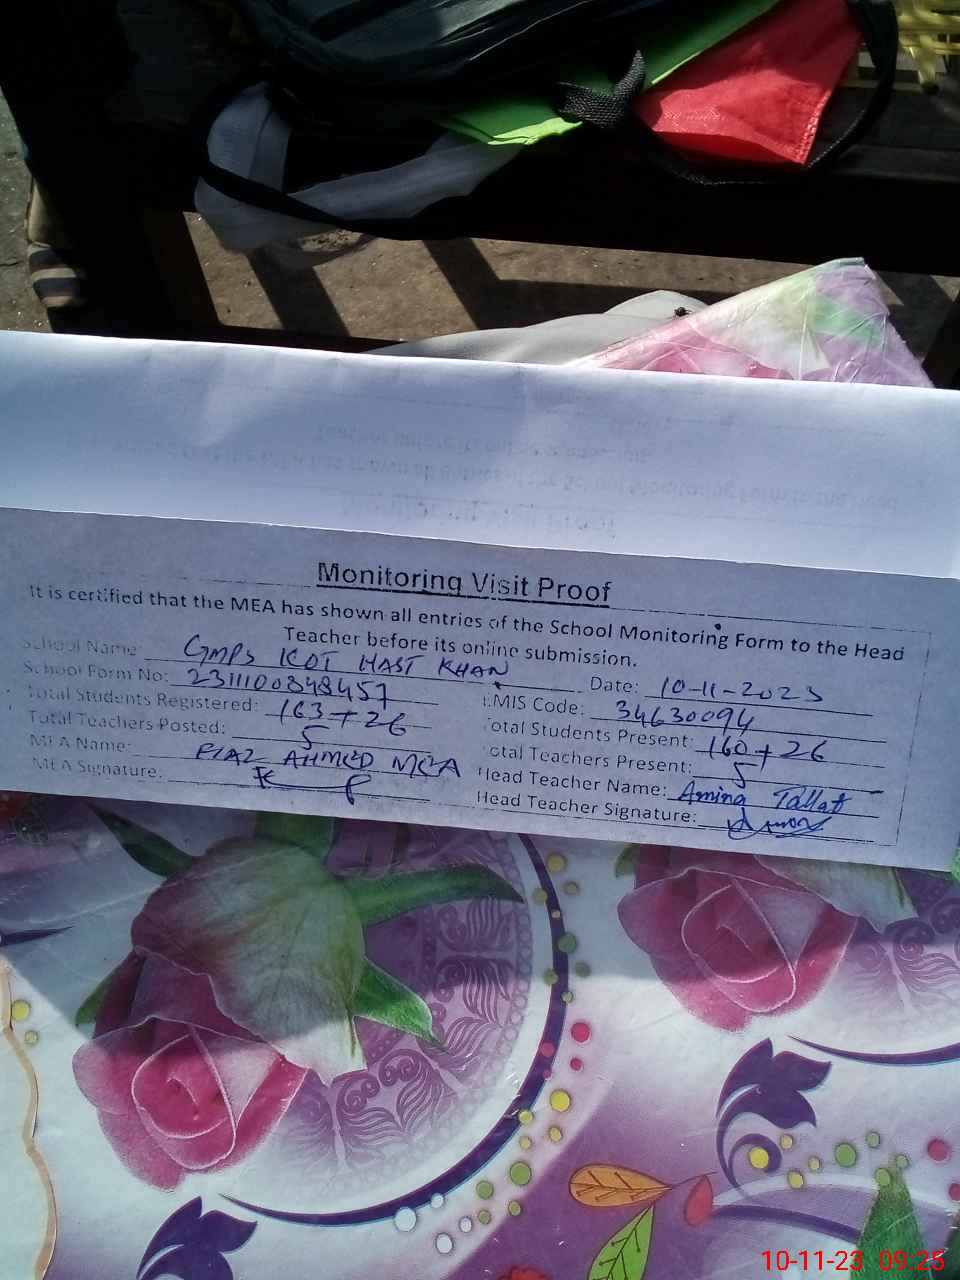 Monitoring Visit Proof
It is certified that the MEA has shown all entries of the School Monitoring Form to the Head
Teacher before its online submission.
School Name: GMPS KOT HAST KHAN Date: 10-11-2023
School Form No: 2311100848457 EMIS Code: 34630094
Total Students Registered: 163+26 Total Students Present: 160+26
Total Teachers Posted: 5 Total Teachers Present: 5
MEA Name: FIAZ AHMED MEA Head Teacher Name: Amina Tallat
MEA Signature: Head Teacher Signature:
10-11-23 09:25